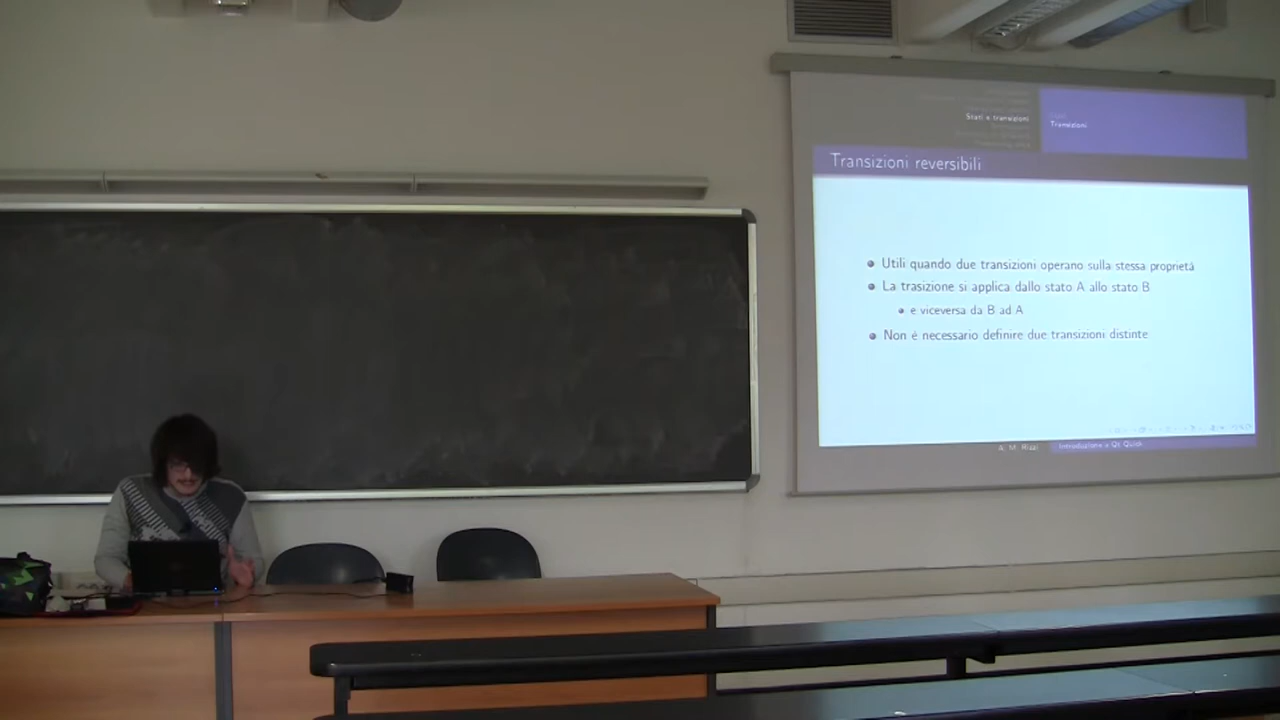 Stati e transizioni
Transizioni
Transizioni reversibili
Utili quando due transizioni operano sulla stessa proprietà
La trasizione si applica dallo stato A allo stato B
e viceversa da B ad A
Non è necessario definire due transizioni distinte
A. M. Rizzi
Introduzione a Qt Quick